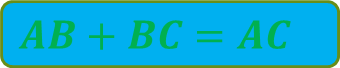 AB + BC = AC